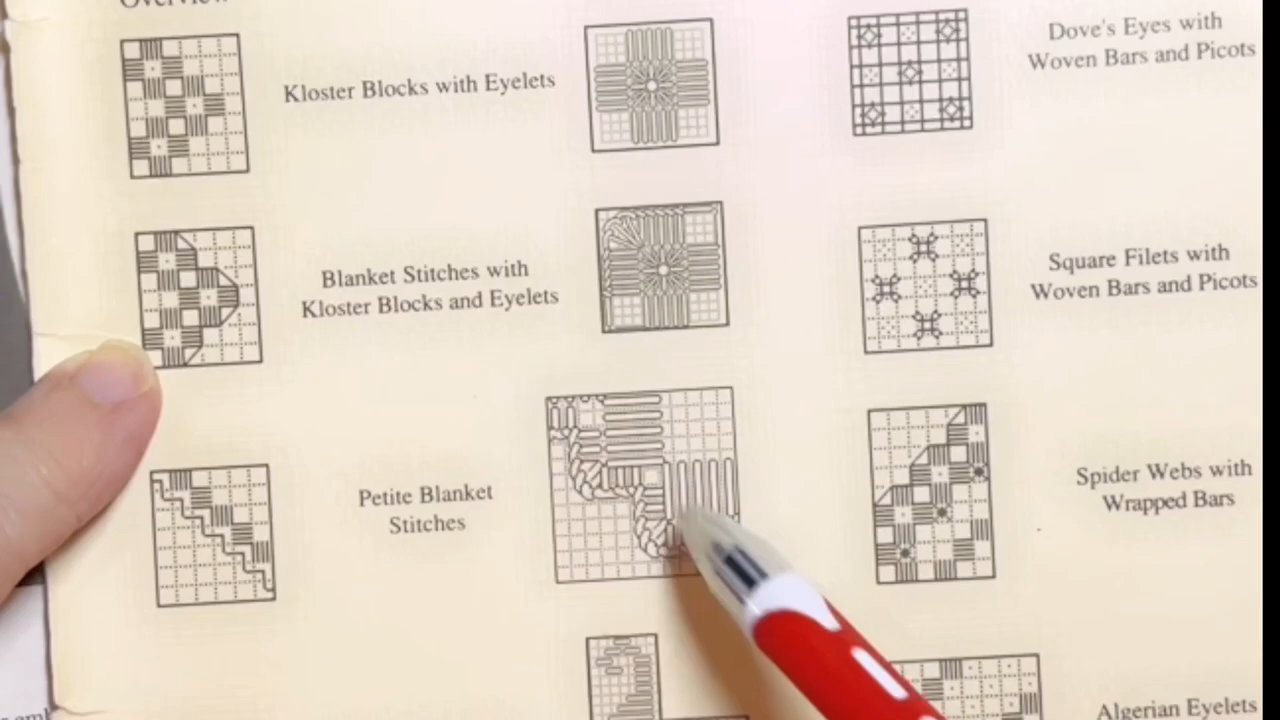 Overview
Kloster Blocks with Eyelets
Dove's Eyes with
Woven Bars and Picots
Blanket Stitches with
Kloster Blocks and Eyelets
Square Filets with
Woven Bars and Picots
Petite Blanket
Stitches
Spider Webs with
Wrapped Bars
Algerian Eyelets